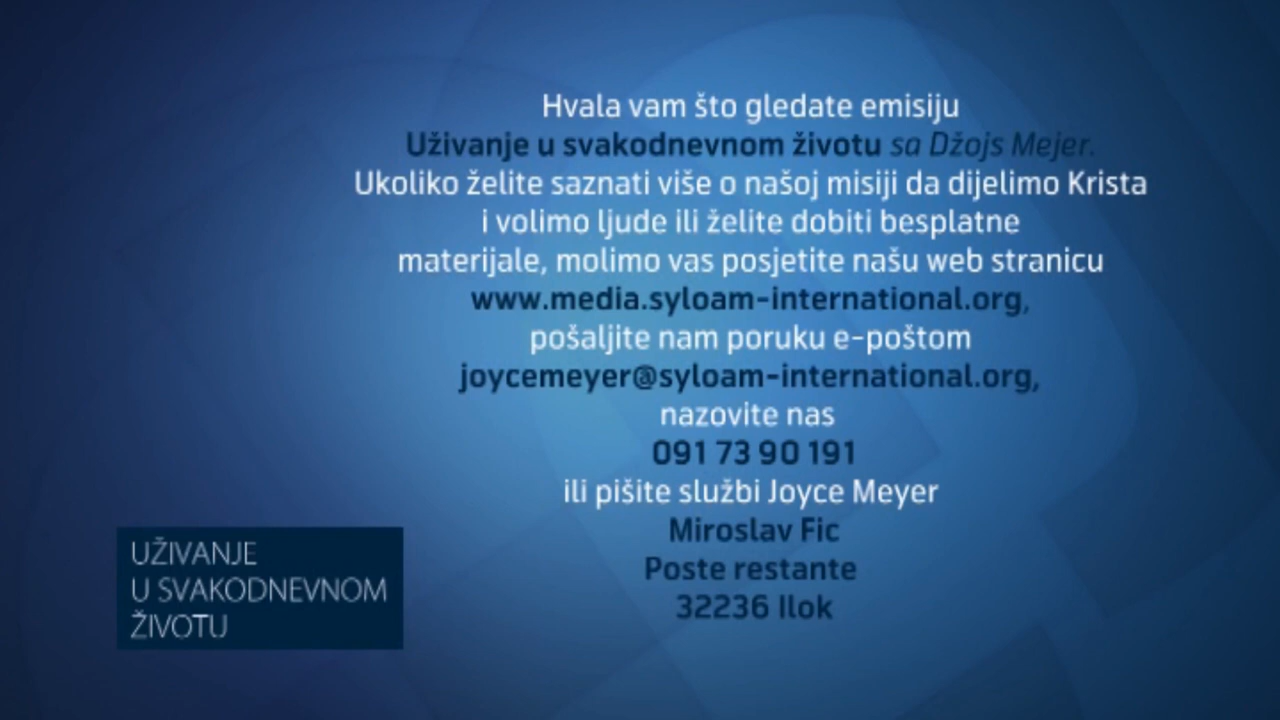 Hvala vam što gledate emisiju
Uživanje u svakodnevnom životu sa Džojs Mejer.
Ukoliko želite saznati više o našoj misiji da dijelimo Krista
i volimo ljude ili želite dobiti besplatne
materijale, molimo vas posjetite našu web stranicu
www.media.syloam-international.org,
pošaljite nam poruku e-poštom
joycemeyer@syloam-international.org,
nazovite nas
091 73 90 191
ili pišite službi Joyce Meyer
Miroslav Fic
Poste restante
32236 Ilok
UŽIVANJE
U SVAKODNEVNOM
ŽIVOTU